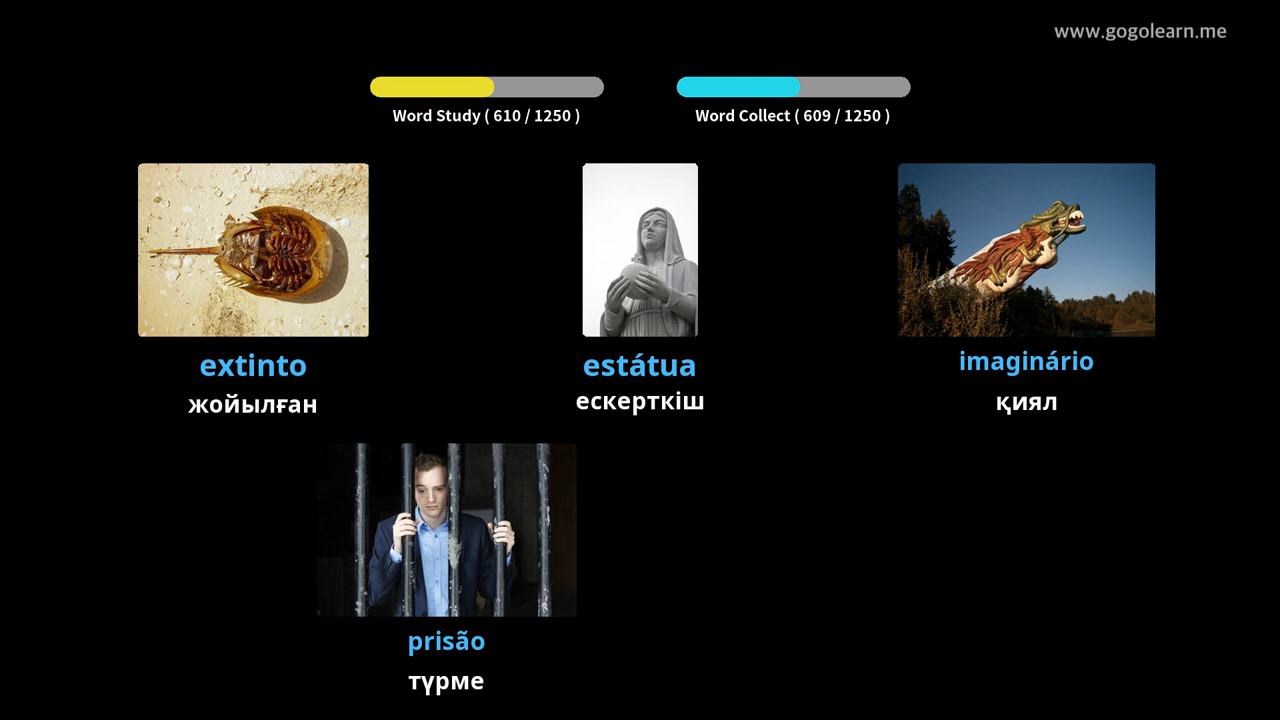 www.gogolearn.me
Word Study ( 610 / 1250 )
Word Collect ( 609 / 1250 )
extinto
жойылған
estátua
ескерткіш
imaginário
қиял
prisão
түрме